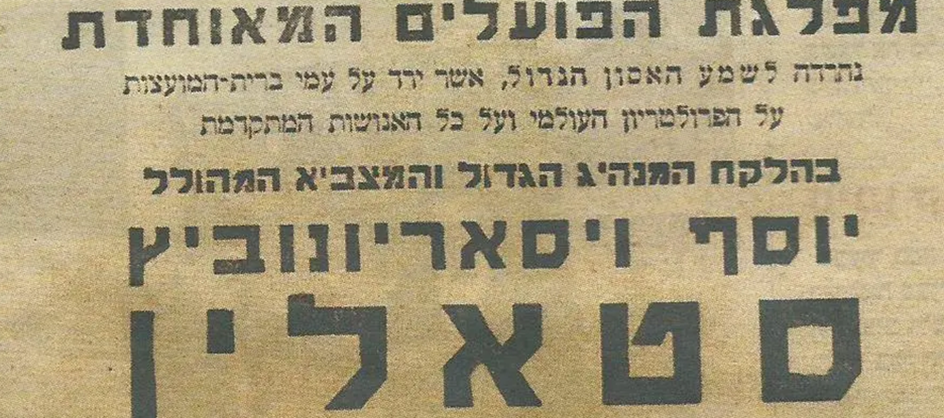 מפלגת הפועלים המאוחדת
נחרדה לשמע האסון הגדול, אשר ירד על עמי ברית-המועצות
על הפרולטריון העולמי ועל כל האנושות המתקדמת
בהלקח המנהיג הגדול והמצביא המהולל
יוסף ויסאריונוביץ
סטאלין